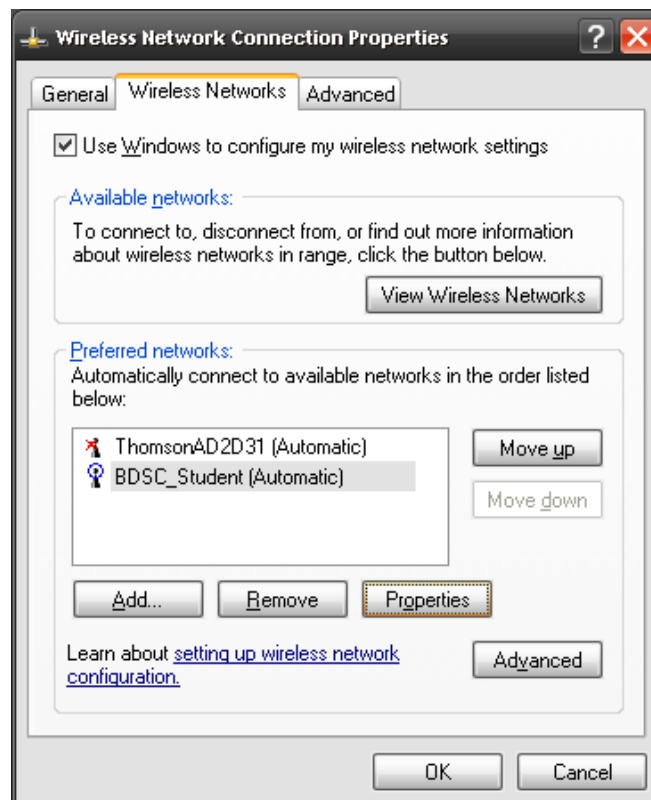 Wireless Network Connection Properties
General Wireless Networks Advanced
Use Windows to configure my wireless network settings
Available networks:
To connect to, disconnect from, or find out more information
about wireless networks in range, click the button below.
View Wireless Networks
Preferred networks:
Automatically connect to available networks in the order listed
below:
ThomsonAD2D31 (Automatic)
BDSC_Student (Automatic)
Move up
Move down
Add... Remove Properties
Learn about setting up wireless network
configuration.
Advanced
OK Cancel